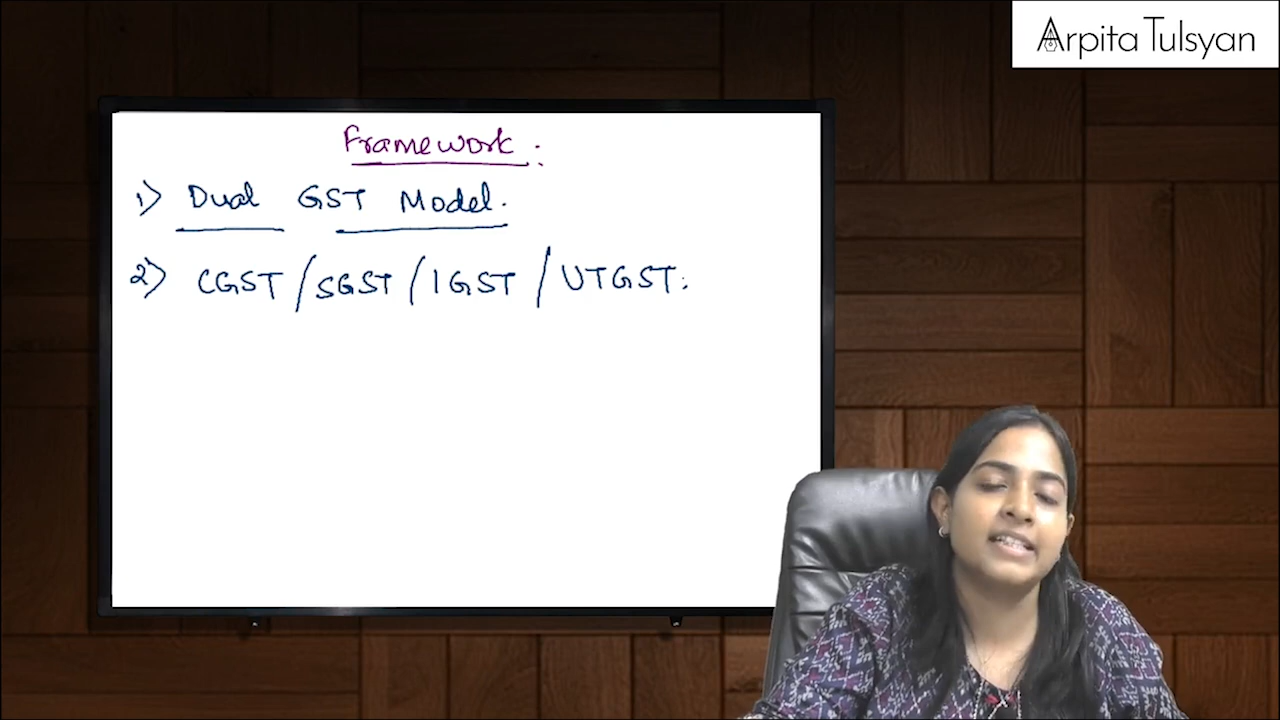 Arpita Tulsyan
Framework :
1) Dual GST Model.
2) CGST / SGST / IGST / UTGST: